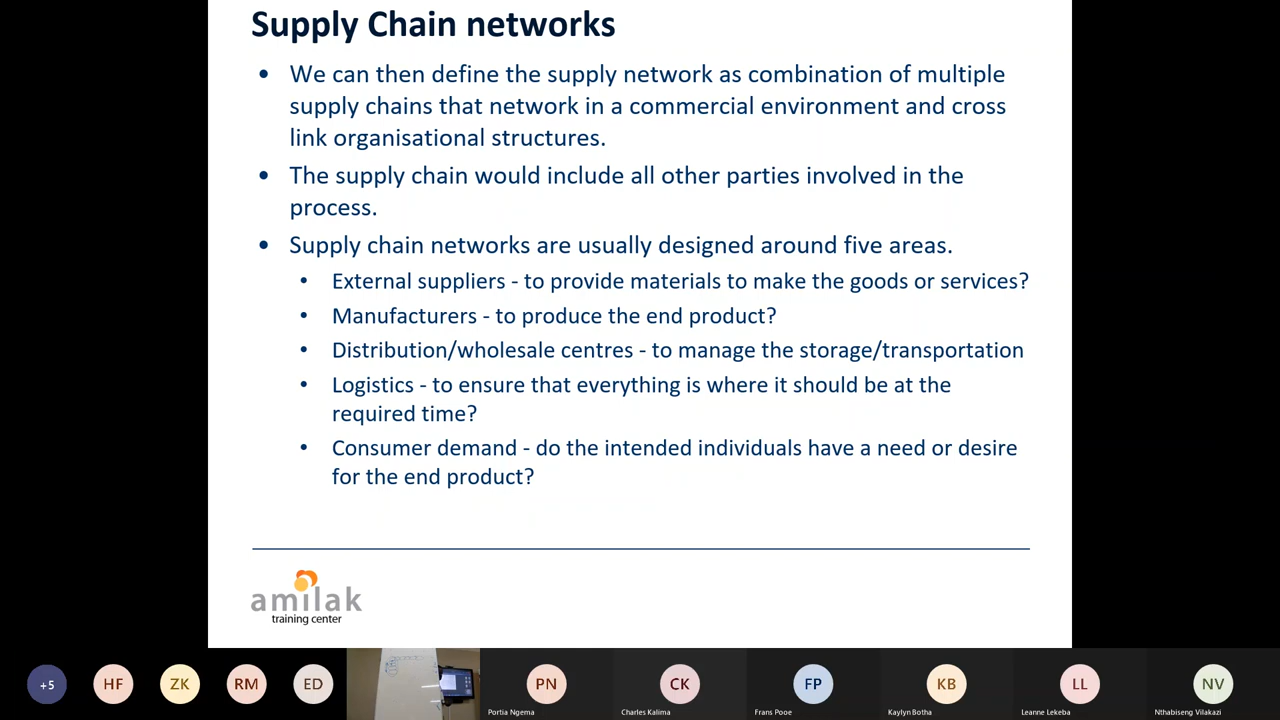 Supply Chain networks
• We can then define the supply network as combination of multiple
supply chains that network in a commercial environment and cross
link organisational structures.
• The supply chain would include all other parties involved in the
process.
• Supply chain networks are usually designed around five areas.
• External suppliers - to provide materials to make the goods or services?
• Manufacturers - to produce the end product?
• Distribution/wholesale centres - to manage the storage/transportation
• Logistics - to ensure that everything is where it should be at the
required time?
• Consumer demand - do the intended individuals have a need or desire
for the end product?
amilak
training center
+5 HF ZK RM ED PN CK FP KB LL NV
Portia Ngema Charles Kalima Frans Pooe Kaylyn Botha Leanne Lekeba Nthabiseng Vilakazi